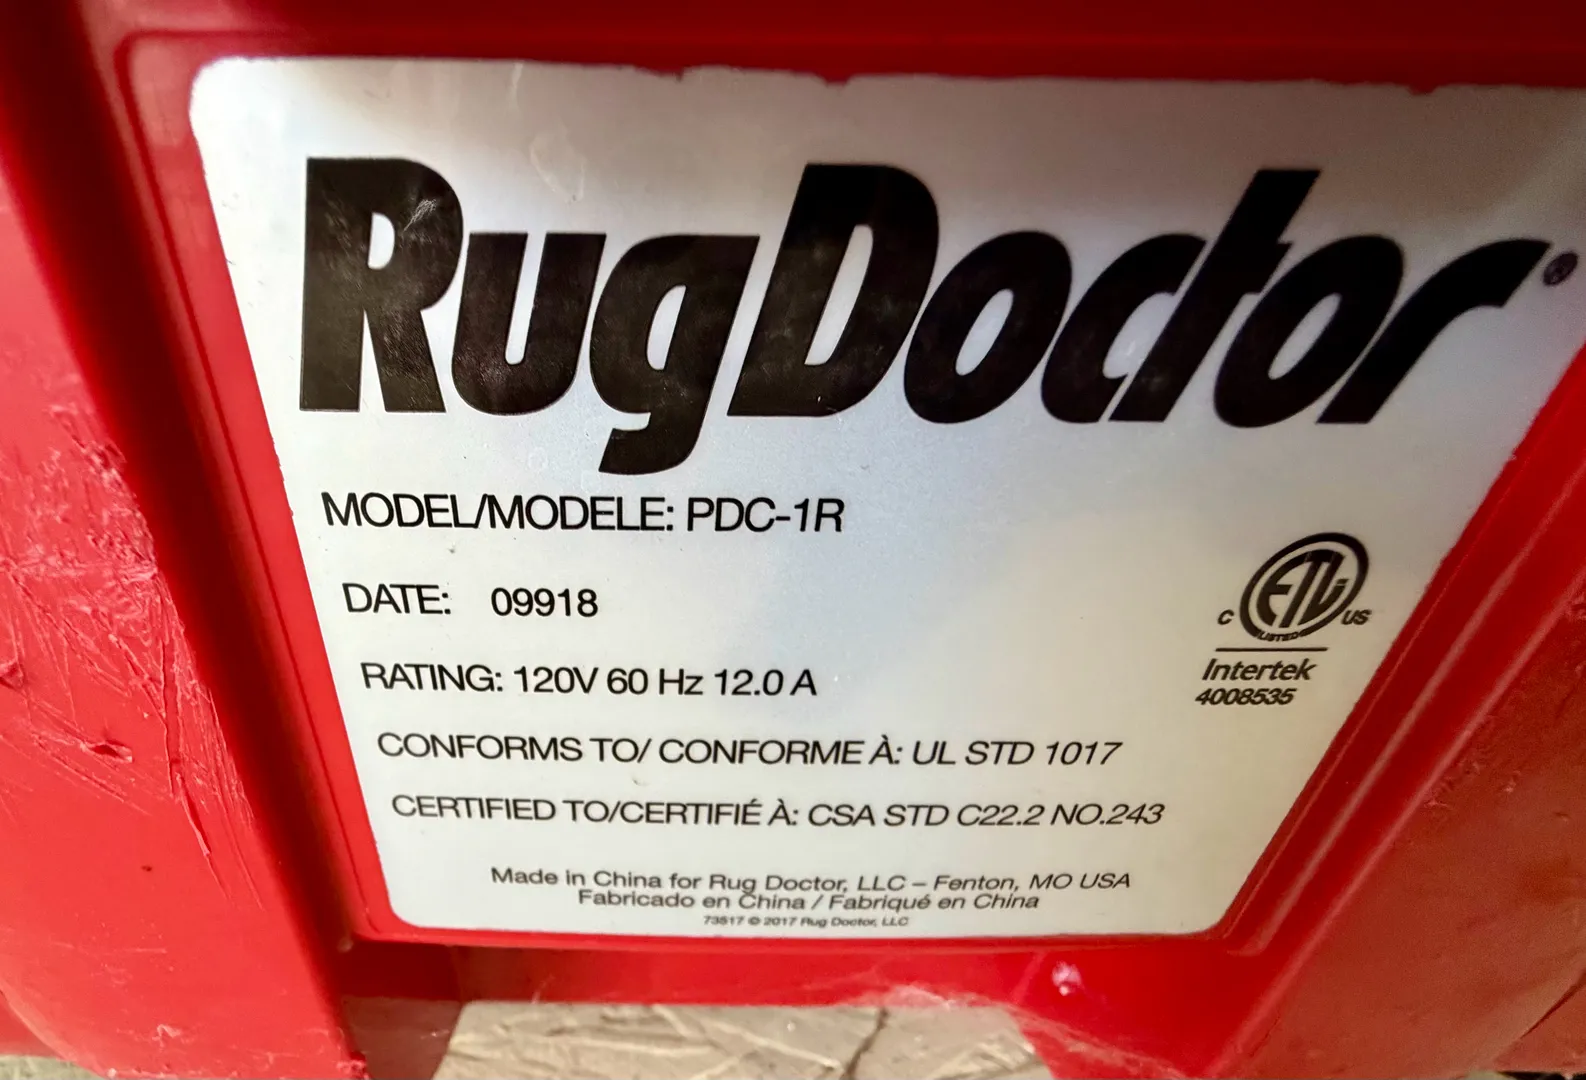 RugDoctor®
MODEL/MODELE: PDC-1R
DATE: 09918
RATING: 120V 60 Hz 12.0 A
CONFORMS TO/ CONFORME À: UL STD 1017
CERTIFIED TO/CERTIFIÉ À: CSA STD C22.2 NO.243
C ETL US
LISTED
Intertek
4008535
Made in China for Rug Doctor, LLC – Fenton, MO USA
Fabricado en China / Fabriqué en China
73517 © 2017 Rug Doctor, LLC